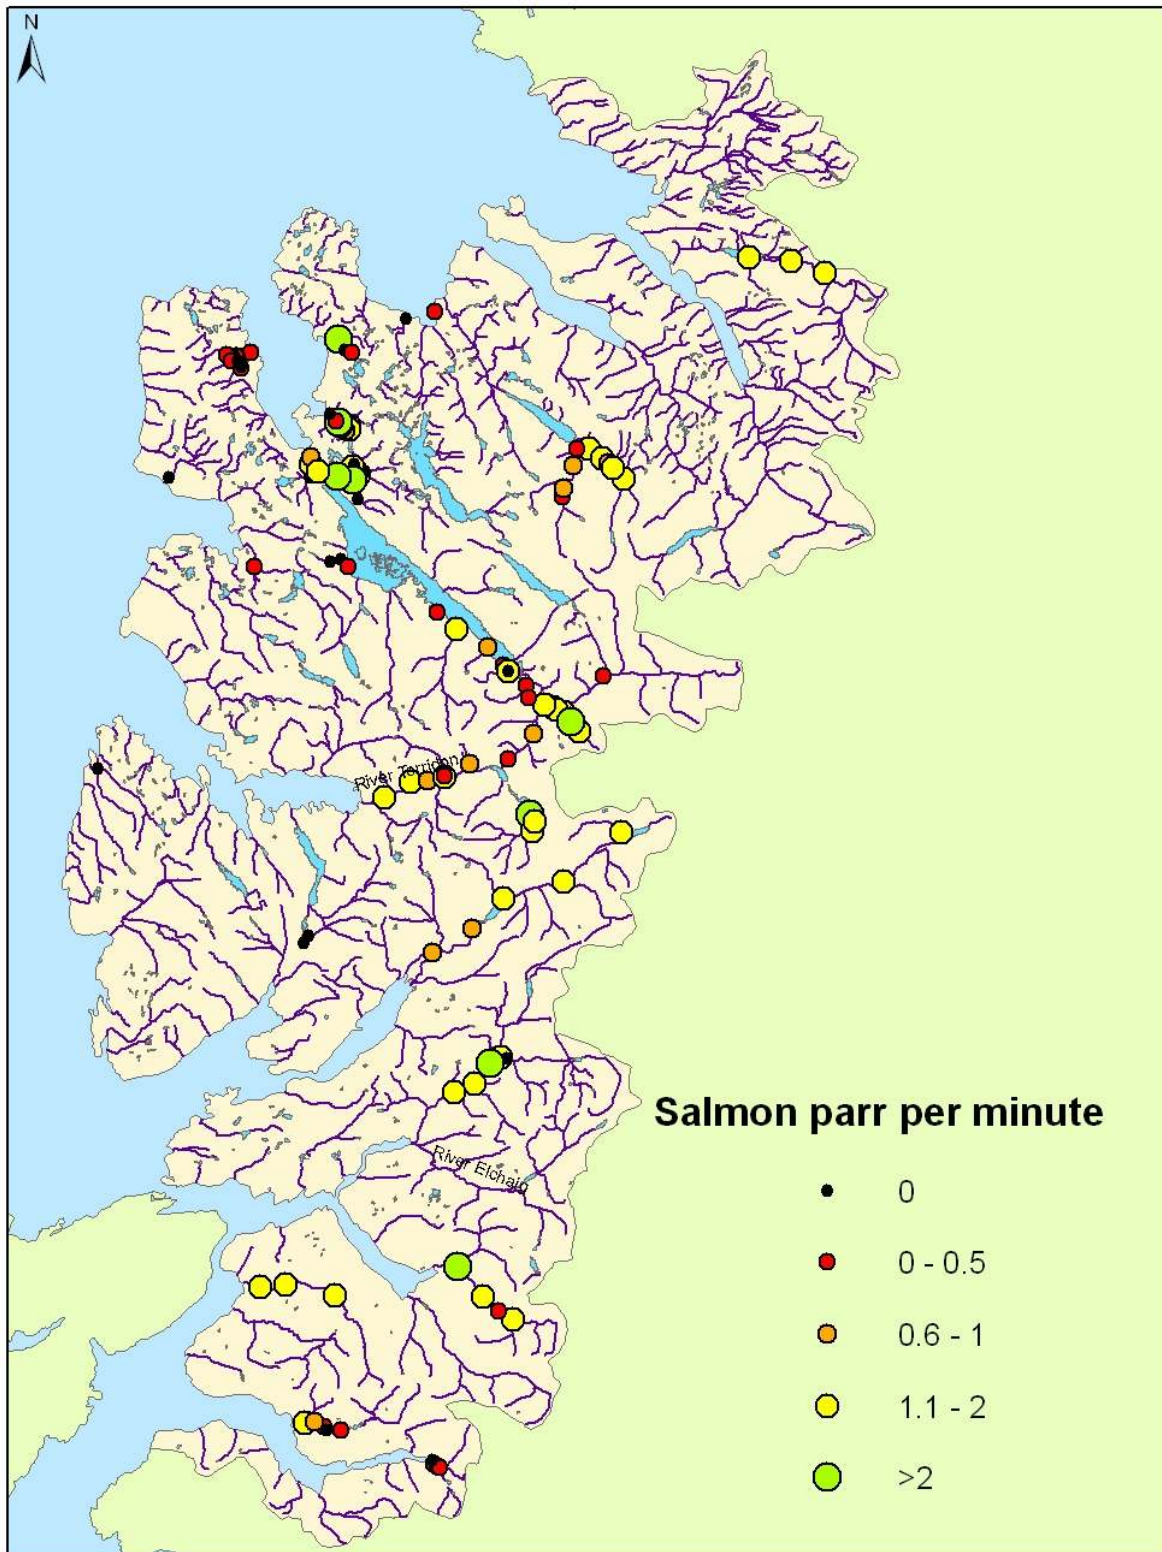 N
River Torridon
River Elchaig
Salmon parr per minute
0
0 - 0.5
0.6 - 1
1.1 - 2
>2